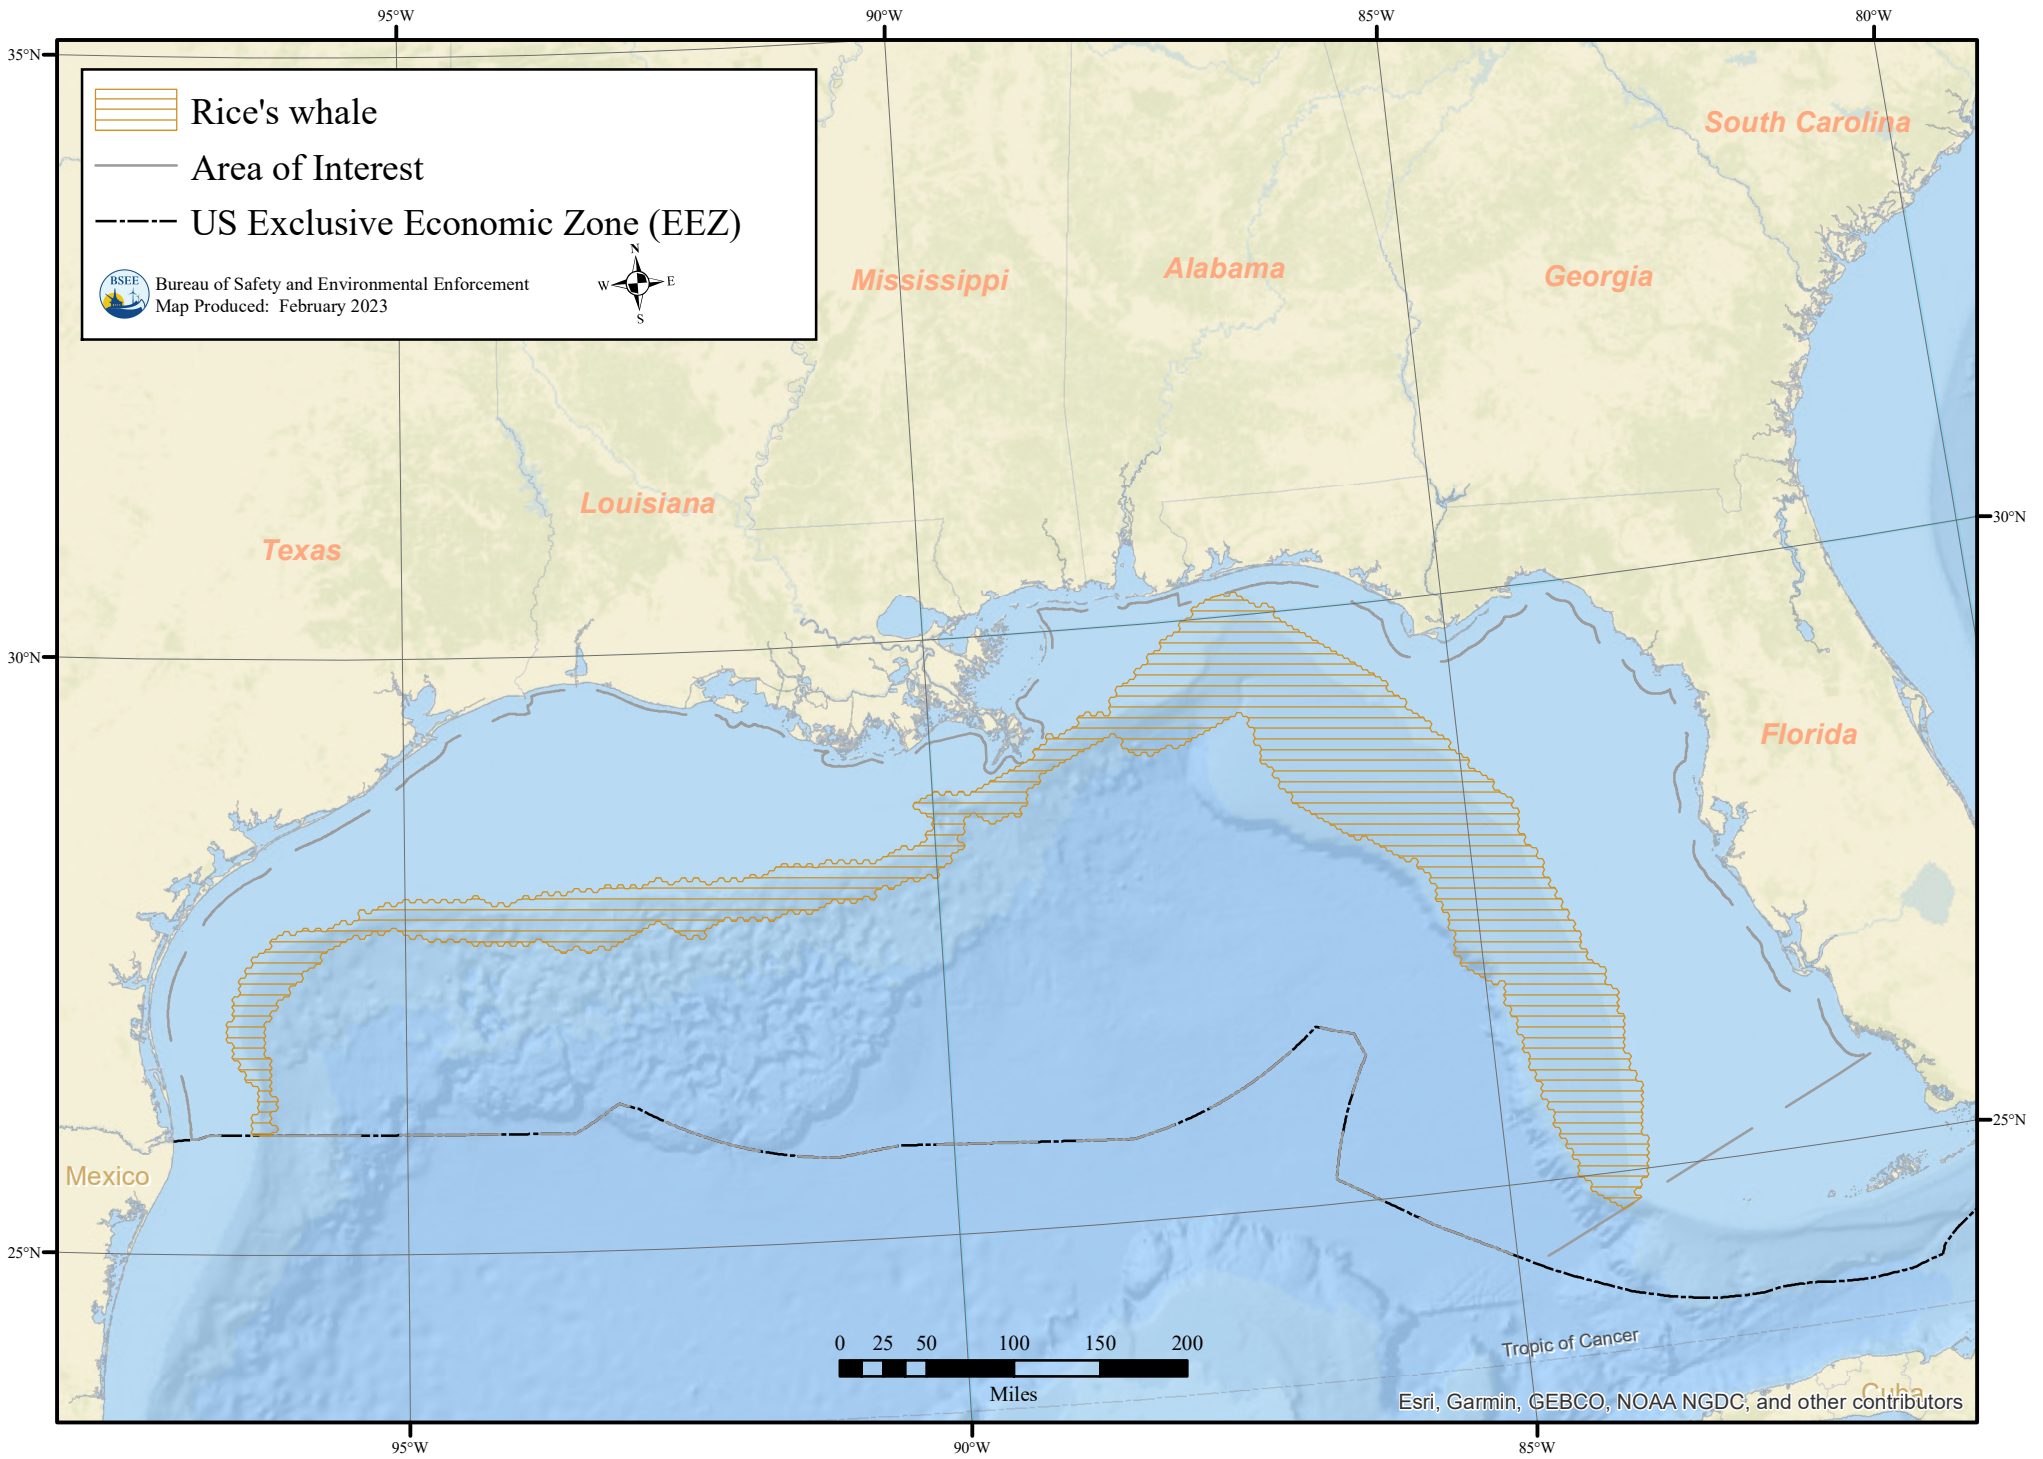 95°W 90°W 85°W 80°W
35°N
Rice's whale
Area of Interest
US Exclusive Economic Zone (EEZ)
N
W E
S
BSEE
Bureau of Safety and Environmental Enforcement
Map Produced: February 2023
South Carolina
Mississippi
Alabama
Georgia
Louisiana
Texas
30°N
30°N
Florida
25°N
Mexico
25°N
0 25 50 100 150 200
Miles
Tropic of Cancer
Cuba
Esri, Garmin, GEBCO, NOAA NGDC, and other contributors
95°W 90°W 85°W